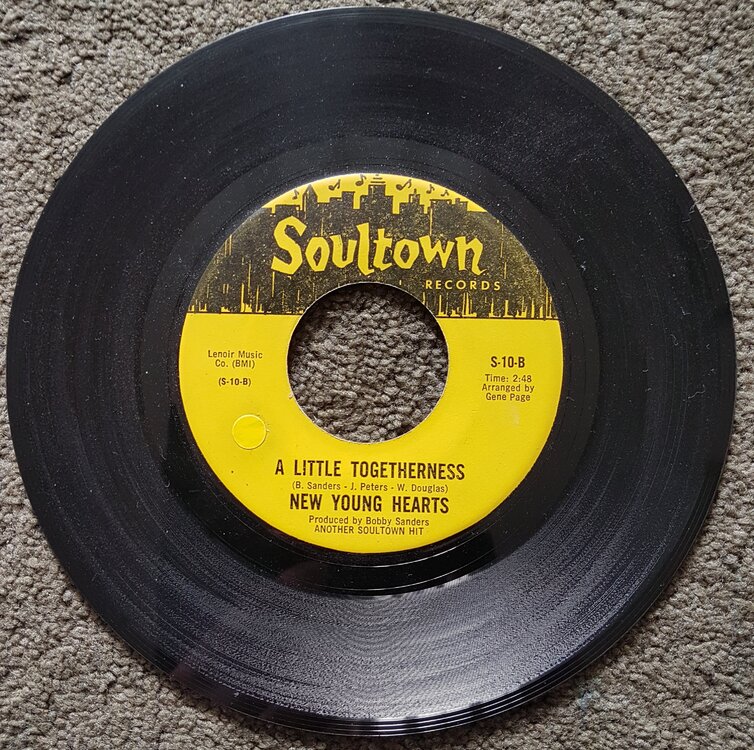 Soultown
RECORDS
Lenoir Music
Co. (BMI)
(S-10-B)
S-10-B
Time: 2:48
Arranged by
Gene Page
A LITTLE TOGETHERNESS
(B. Sanders - J. Peters - W. Douglas)
NEW YOUNG HEARTS
Produced by Bobby Sanders
ANOTHER SOULTOWN HIT